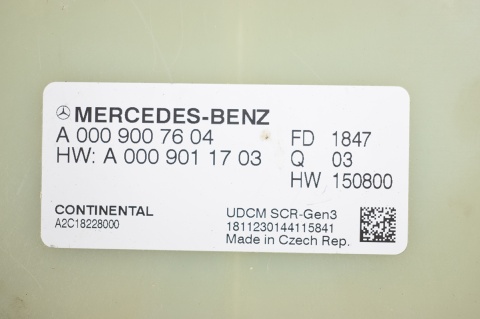 MERCEDES-BENZ
A 000 900 76 04 FD 1847
HW: A 000 901 17 03 Q 03
HW 150800
CONTINENTAL UDCM SCR-Gen3
A2C18228000 1811230144115841
Made in Czech Rep.